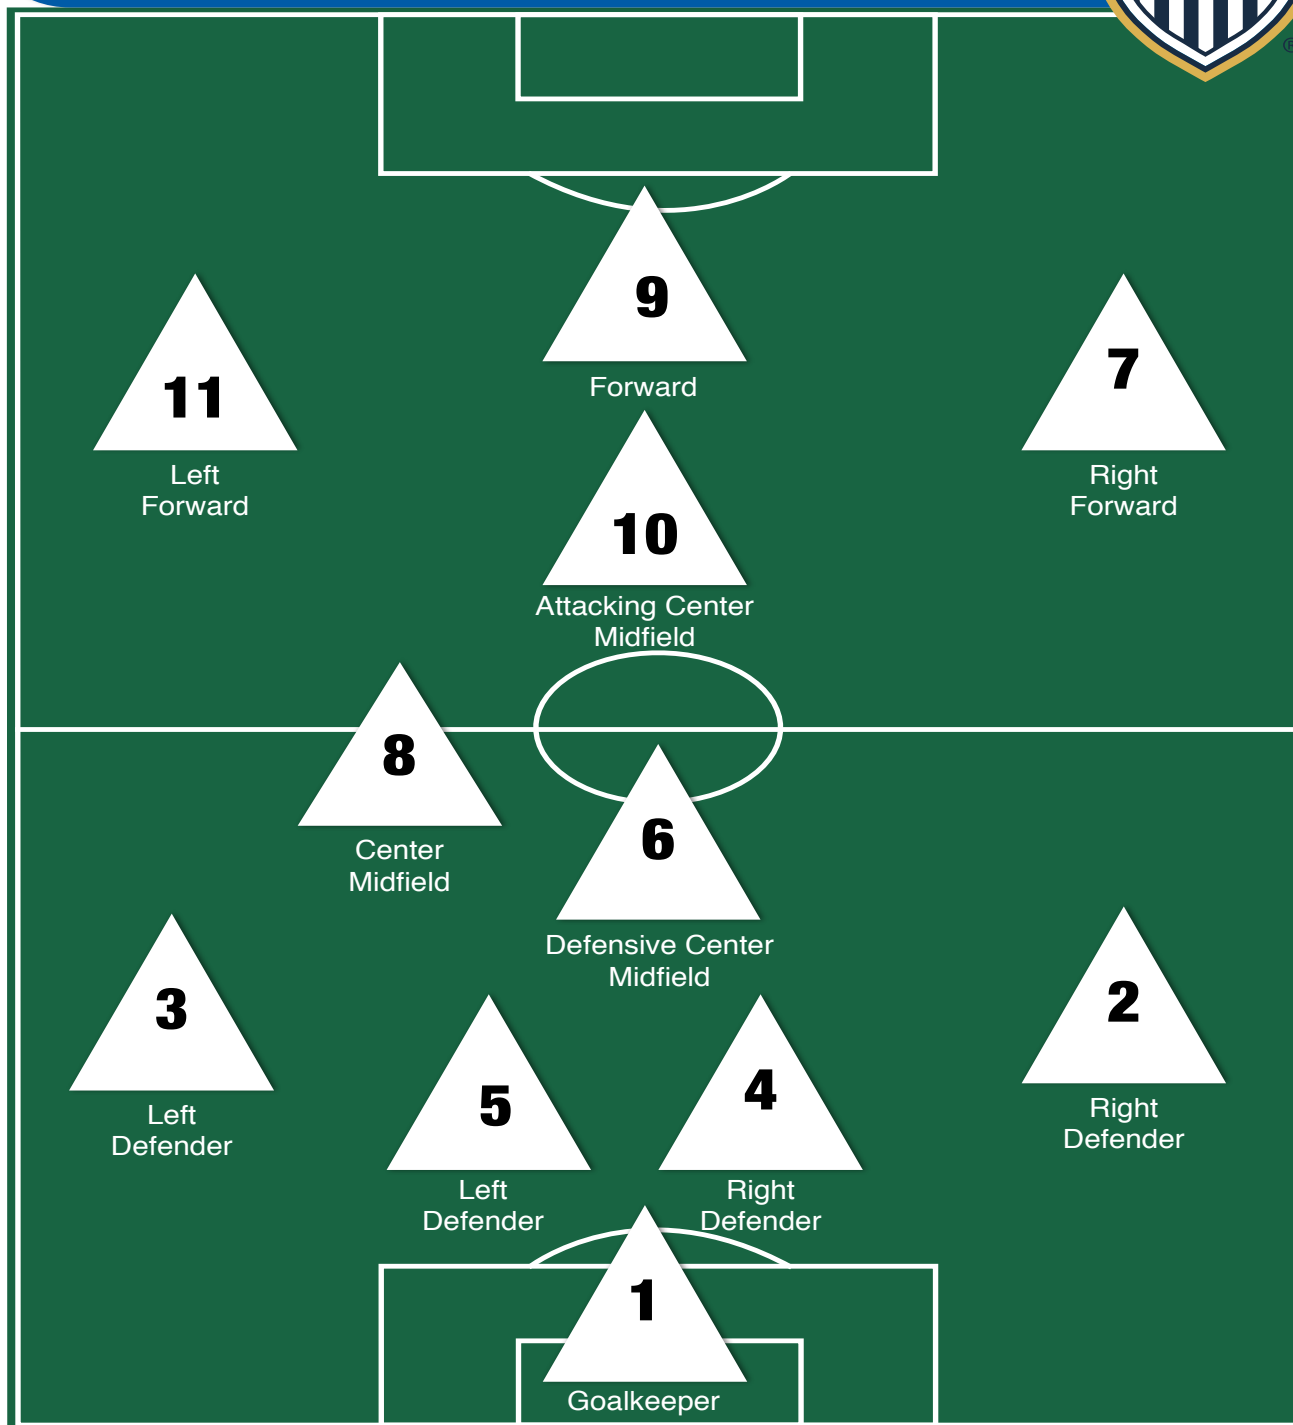 9
Forward
11
Left
Forward
7
Right
Forward
10
Attacking Center
Midfield
8
Center
Midfield
6
Defensive Center
Midfield
3
Left
Defender
2
Right
Defender
5
Left
Defender
4
Right
Defender
1
Goalkeeper
®